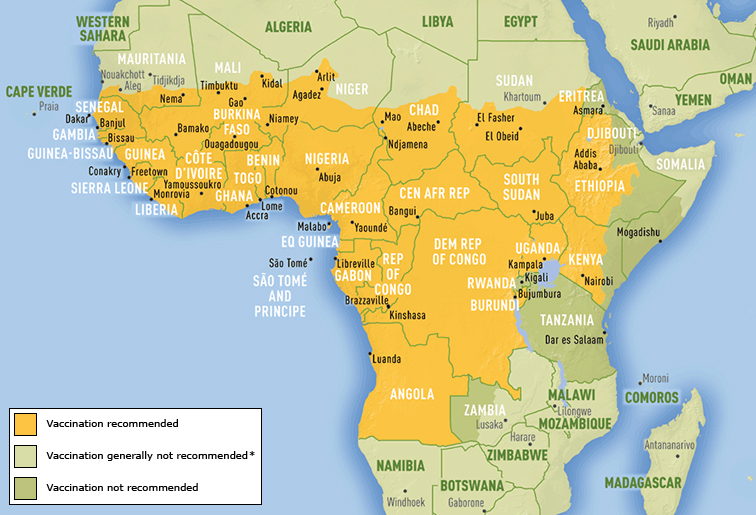 WESTERN
SAHARA
ALGERIA
LIBYA
EGYPT
Riyadh
SAUDI ARABIA
OMAN
YEMEN
Sanaa
MAURITANIA
Nouakchott
Tidjikdja
Aleg
MALI
Kidal
Timbuktu
Nema
Gao
Arlit
Agadez
NIGER
Niamey
CHAD
Mao
Abeche
Ndjamena
SUDAN
Khartoum
El Fasher
El Obeid
ERITREA
Asmara
DJIBOUTI
Djibouti
SOMALIA
CAPE VERDE
Praia
SENEGAL
Dakar
Banjul
GAMBIA
Bissau
GUINEA-BISSAU
GUINEA
Bamako
BURKINA
FASO
Ouagadougou
Conakry
Freetown
SIERRA LEONE
CÔTE
D'IVOIRE
Yamoussoukro
Monrovia
LIBERIA
GHANA
Accra
TOGO
Lome
BENIN
Cotonou
NIGERIA
Abuja
CAMEROON
Yaoundé
Malabo
EQ GUINEA
CEN AFR REP
Bangui
SOUTH
SUDAN
Juba
Addis
Ababa
ETHIOPIA
Mogadishu
São Tomé
SÃO TOMÉ
AND
PRINCIPE
Libreville
GABON
REP
OF
CONGO
Brazzaville
Kinshasa
DEM REP
OF CONGO
UGANDA
Kampala
KENYA
Nairobi
RWANDA
Kigali
BURUNDI
Bujumbura
TANZANIA
Dar es Salaam
Luanda
ANGOLA
ZAMBIA
Lusaka
MALAWI
Lilongwe
Moroni
COMOROS
MOZAMBIQUE
Harare
ZIMBABWE
NAMIBIA
Windhoek
BOTSWANA
Gaborone
Antananarivo
MADAGASCAR
Vaccination recommended
Vaccination generally not recommended*
Vaccination not recommended